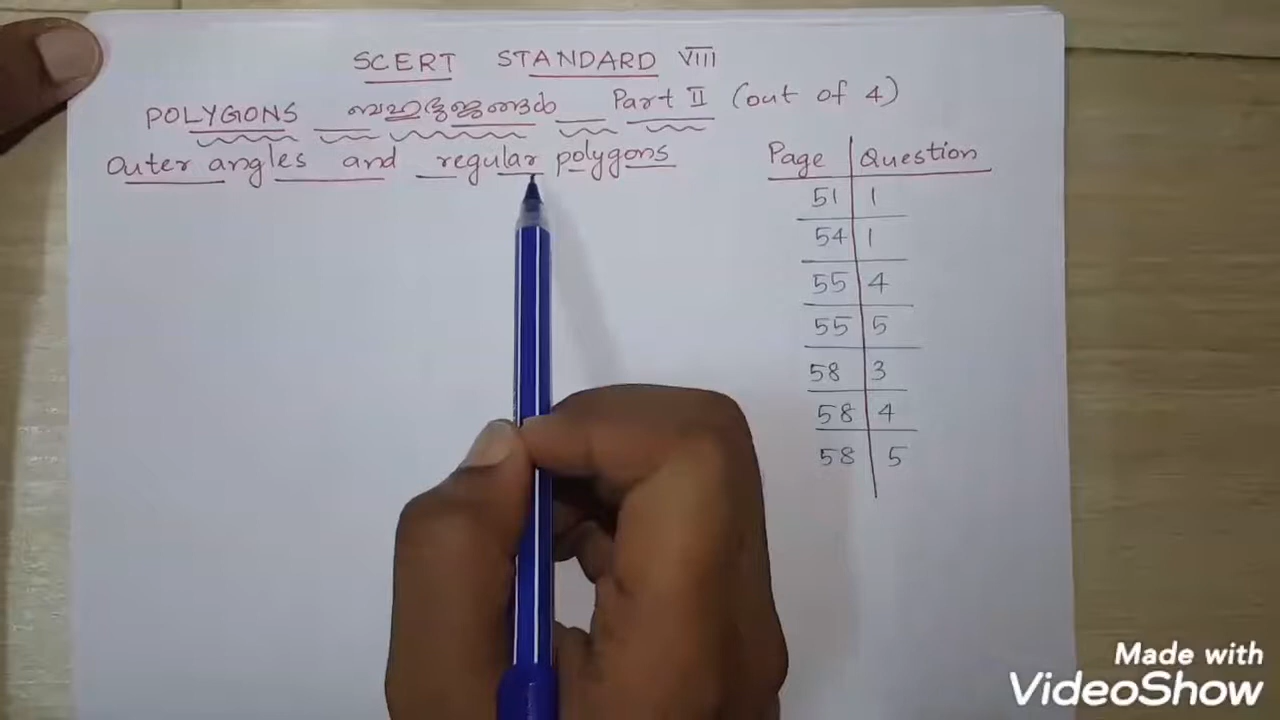 SCERT STANDARD VIII
POLYGONS ബഹുഭുജങ്ങൾ Part II (out of 4)
Outer angles and regular polygons
Page Question
51 1
54 1
55 4
55 5
58 3
58 4
58 5
Made with
VideoShow